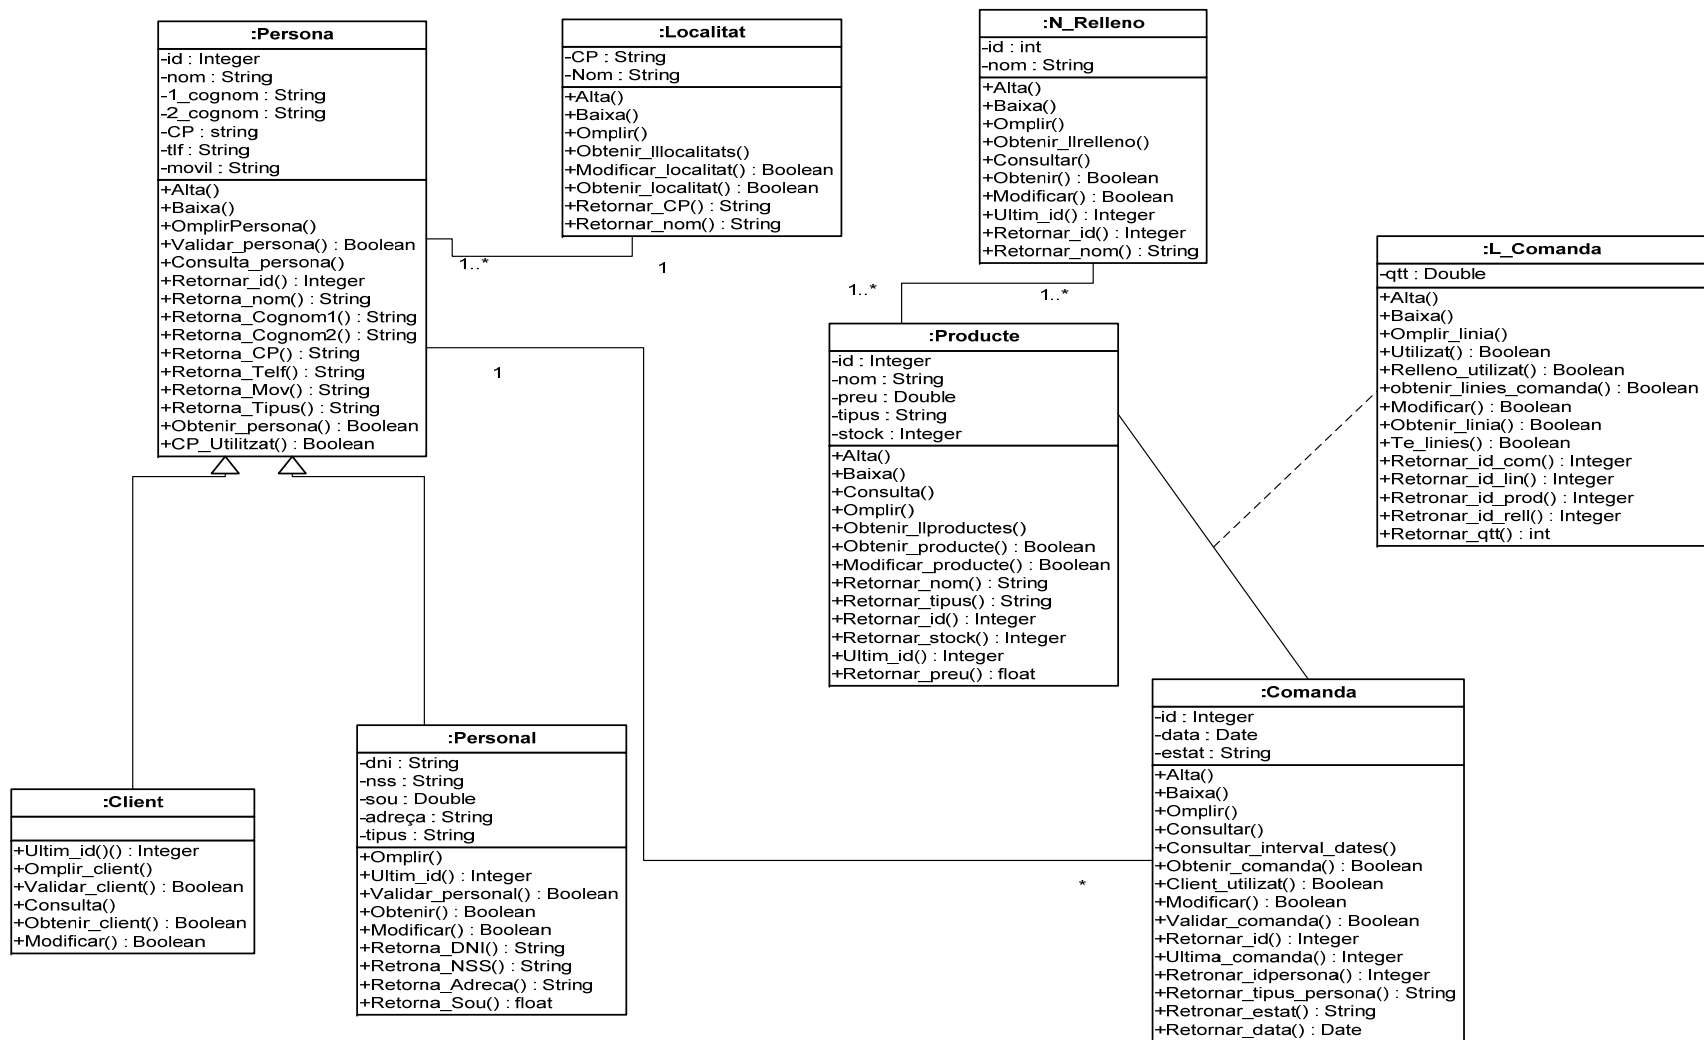 :Persona
-id : Integer
-nom : String
-1_cognom : String
-2_cognom : String
-CP : string
-tlf : String
-movil : String
+Alta()
+Baixa()
+OmplirPersona()
+Validar_persona() : Boolean
+Consulta_persona()
+Retornar_id() : Integer
+Retorna_nom() : String
+Retorna_Cognom1() : String
+Retorna_Cognom2() : String
+Retorna_CP() : String
+Retorna_Telf() : String
+Retorna_Mov() : String
+Retorna_Tipus() : String
+Obtenir_persona() : Boolean
+CP_Utilitzat() : Boolean
:Localitat
-CP : String
-Nom : String
+Alta()
+Baixa()
+Omplir()
+Obtenir_lllocalitats()
+Modificar_localitat() : Boolean
+Obtenir_localitat() : Boolean
+Retornar_CP() : String
+Retornar_nom() : String
1..*
1
:N_Relleno
-id : int
-nom : String
+Alta()
+Baixa()
+Omplir()
+Obtenir_llrelleno()
+Consultar()
+Obtenir() : Boolean
+Modificar() : Boolean
+Ultim_id() : Integer
+Retornar_id() : Integer
+Retornar_nom() : String
1..*
1..*
:L_Comanda
-qtt : Double
+Alta()
+Baixa()
+Omplir_linia()
+Utilizat() : Boolean
+Relleno_utilizat() : Boolean
+obtenir_linies_comanda() : Boolean
+Modificar() : Boolean
+Obtenir_linia() : Boolean
+Te_linies() : Boolean
+Retornar_id_com() : Integer
+Retornar_id_lin() : Integer
+Retronar_id_prod() : Integer
+Retronar_id_rell() : Integer
+Retornar_qtt() : int
:Producte
-id : Integer
-nom : String
-preu : Double
-tipus : String
-stock : Integer
+Alta()
+Baixa()
+Consulta()
+Omplir()
+Obtenir_llproductes()
+Obtenir_producte() : Boolean
+Modificar_producte() : Boolean
+Retornar_nom() : String
+Retornar_tipus() : String
+Retornar_id() : Integer
+Retornar_stock() : Integer
+Ultim_id() : Integer
+Retornar_preu() : float
1
*
:Client
+Ultim_id()() : Integer
+Omplir_client()
+Validar_client() : Boolean
+Consulta()
+Obtenir_client() : Boolean
+Modificar() : Boolean
:Personal
-dni : String
-nss : String
-sou : Double
-adreça : String
-tipus : String
+Omplir()
+Ultim_id() : Integer
+Validar_personal() : Boolean
+Obtenir() : Boolean
+Modificar() : Boolean
+Retorna_DNI() : String
+Retrona_NSS() : String
+Retorna_Adreca() : String
+Retorna_Sou() : float
:Comanda
-id : Integer
-data : Date
-estat : String
+Alta()
+Baixa()
+Omplir()
+Consultar()
+Consultar_interval_dates()
+Obtenir_comanda() : Boolean
+Client_utilizat() : Boolean
+Modificar() : Boolean
+Validar_comanda() : Boolean
+Retornar_id() : Integer
+Ultima_comanda() : Integer
+Retronar_idpersona() : Integer
+Retornar_tipus_persona() : String
+Retronar_estat() : String
+Retornar_data() : Date